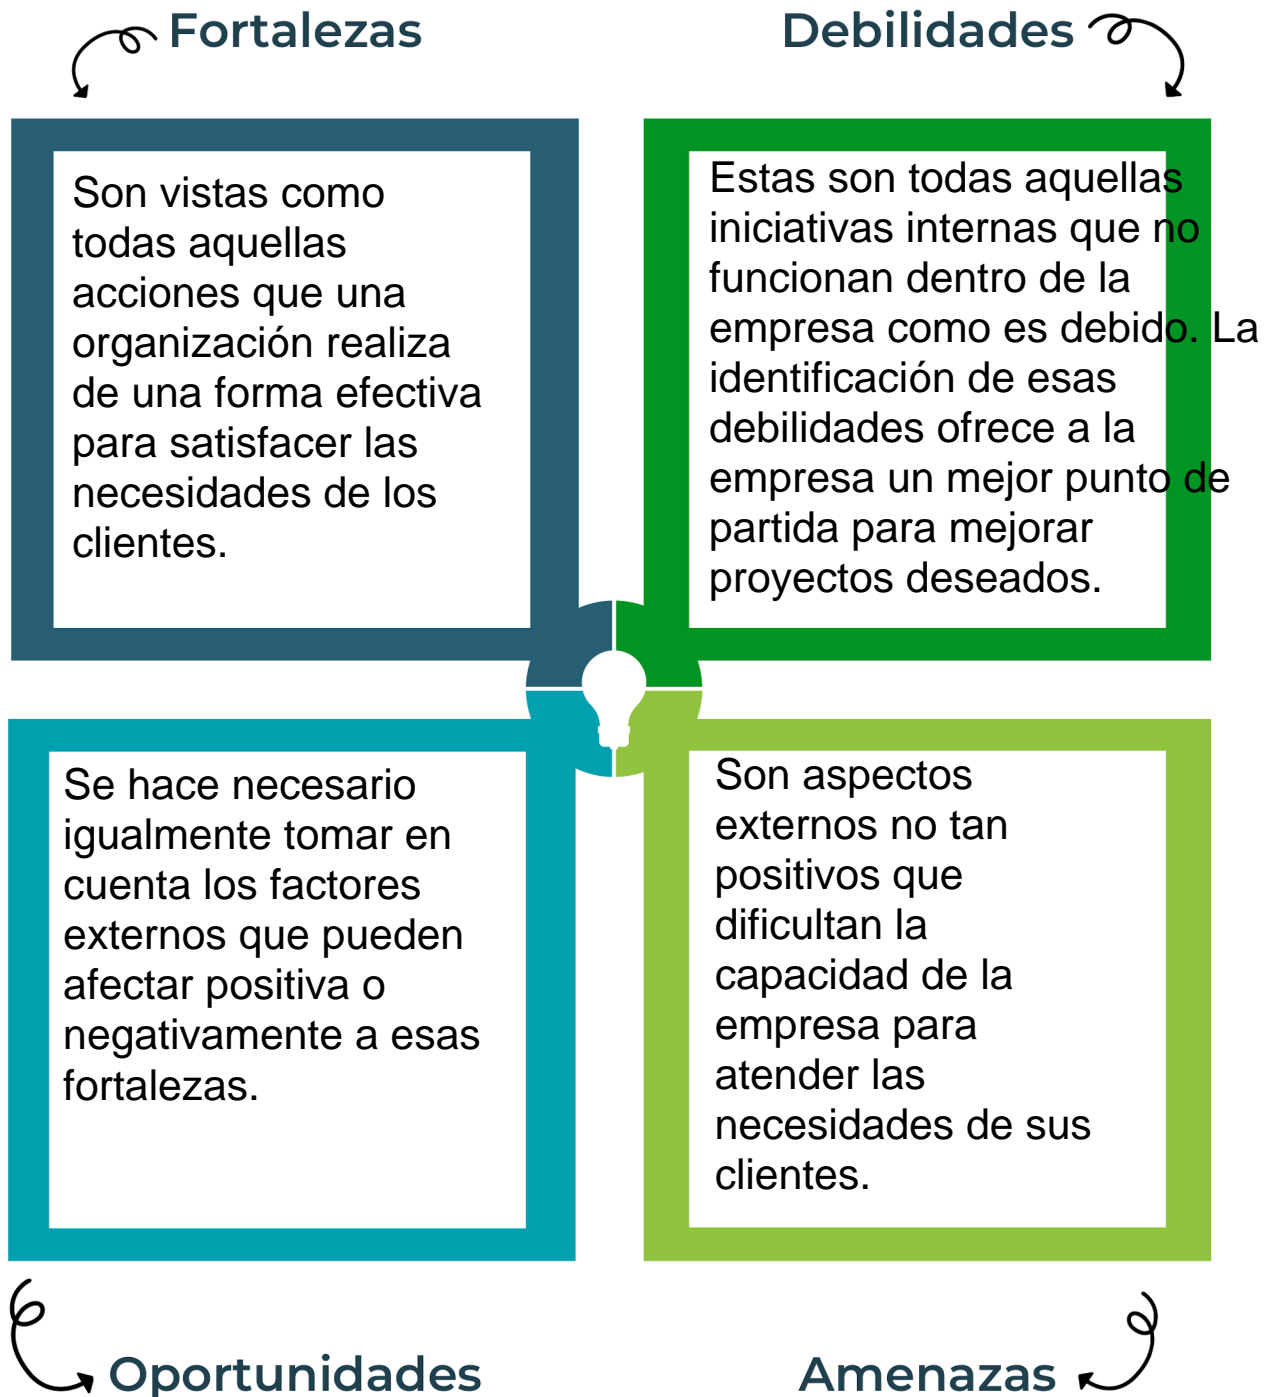 Fortalezas
Son vistas como
todas aquellas
acciones que una
organización realiza
de una forma efectiva
para satisfacer las
necesidades de los
clientes.
Debilidades
Estas son todas aquellas
iniciativas internas que no
funcionan dentro de la
empresa como es debido. La
identificación de esas
debilidades ofrece a la
empresa un mejor punto de
partida para mejorar
proyectos deseados.
Se hace necesario
igualmente tomar en
cuenta los factores
externos que pueden
afectar positiva o
negativamente a esas
fortalezas.
Oportunidades
Son aspectos
externos no tan
positivos que
dificultan la
capacidad de la
empresa para
atender las
necesidades de sus
clientes.
Amenazas